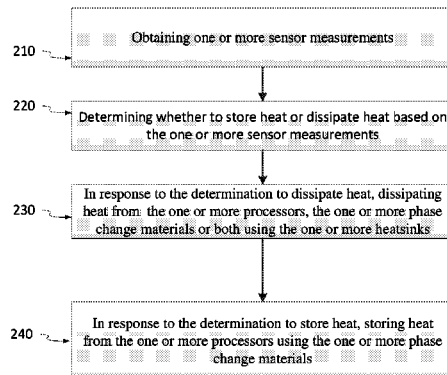 210
Obtaining one or more sensor measurements
220
Determining whether to store heat or dissipate heat based on
the one or more sensor measurements
230
In response to the determination to dissipate heat, dissipating
heat from the one or more processors, the one or more phase
change materials or both using the one or more heatsinks
240
In response to the determination to store heat, storing heat
from the one or more processors using the one or more phase
change materials